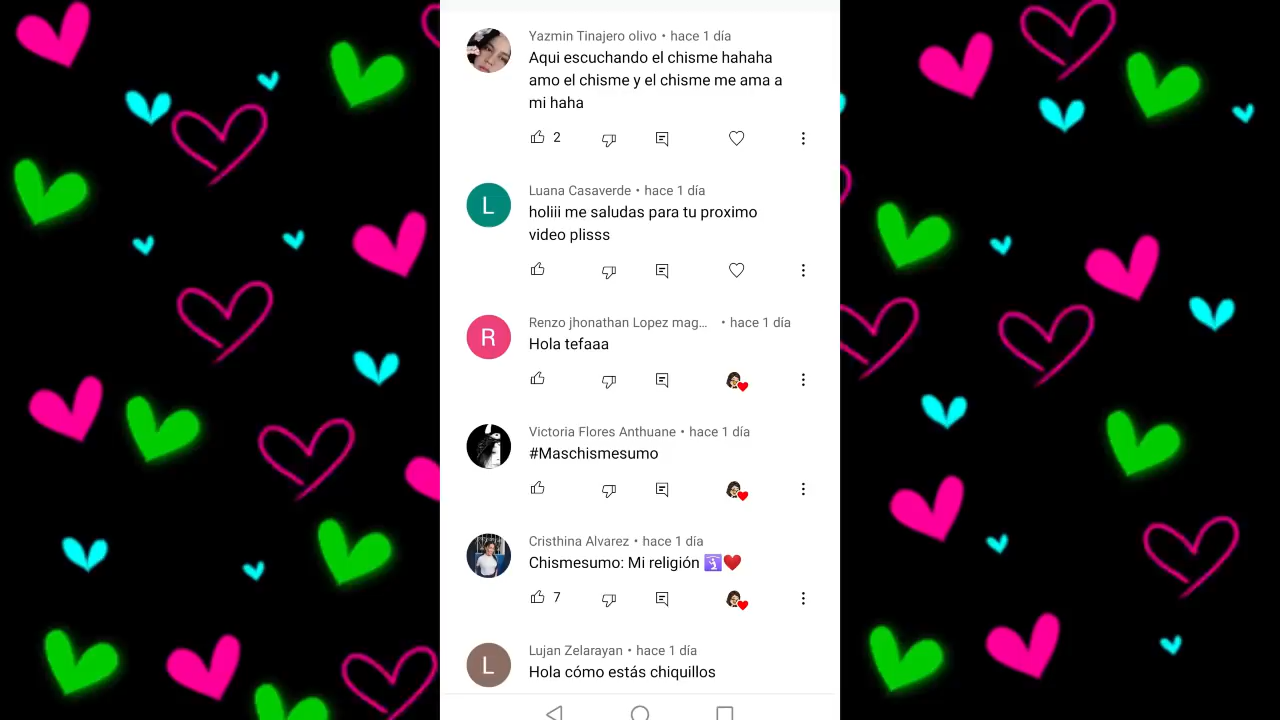 Yazmin Tinajero olivo • hace 1 día
Aqui escuchando el chisme hahaha
amo el chisme y el chisme me ama a
mi haha
2
L
Luana Casaverde • hace 1 día
holiii me saludas para tu proximo
video plisss
R
Renzo jhonathan Lopez mag... • hace 1 día
Hola tefaaa
Victoria Flores Anthuane • hace 1 día
#Maschismesumo
Cristhina Alvarez • hace 1 día
Chismesumo: Mi religión 🛐❤️
7
L
Lujan Zelarayan • hace 1 día
Hola cómo estás chiquillos